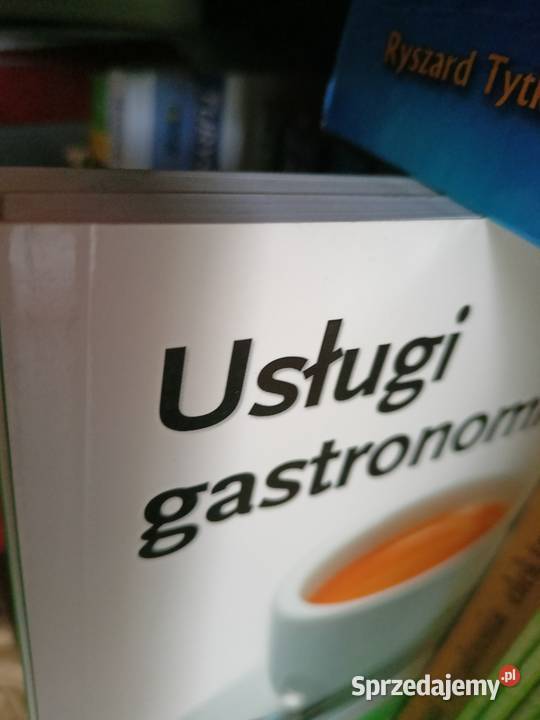 Ryszard Tyt
Usługi
gastronom
Sprzedajemy.pl